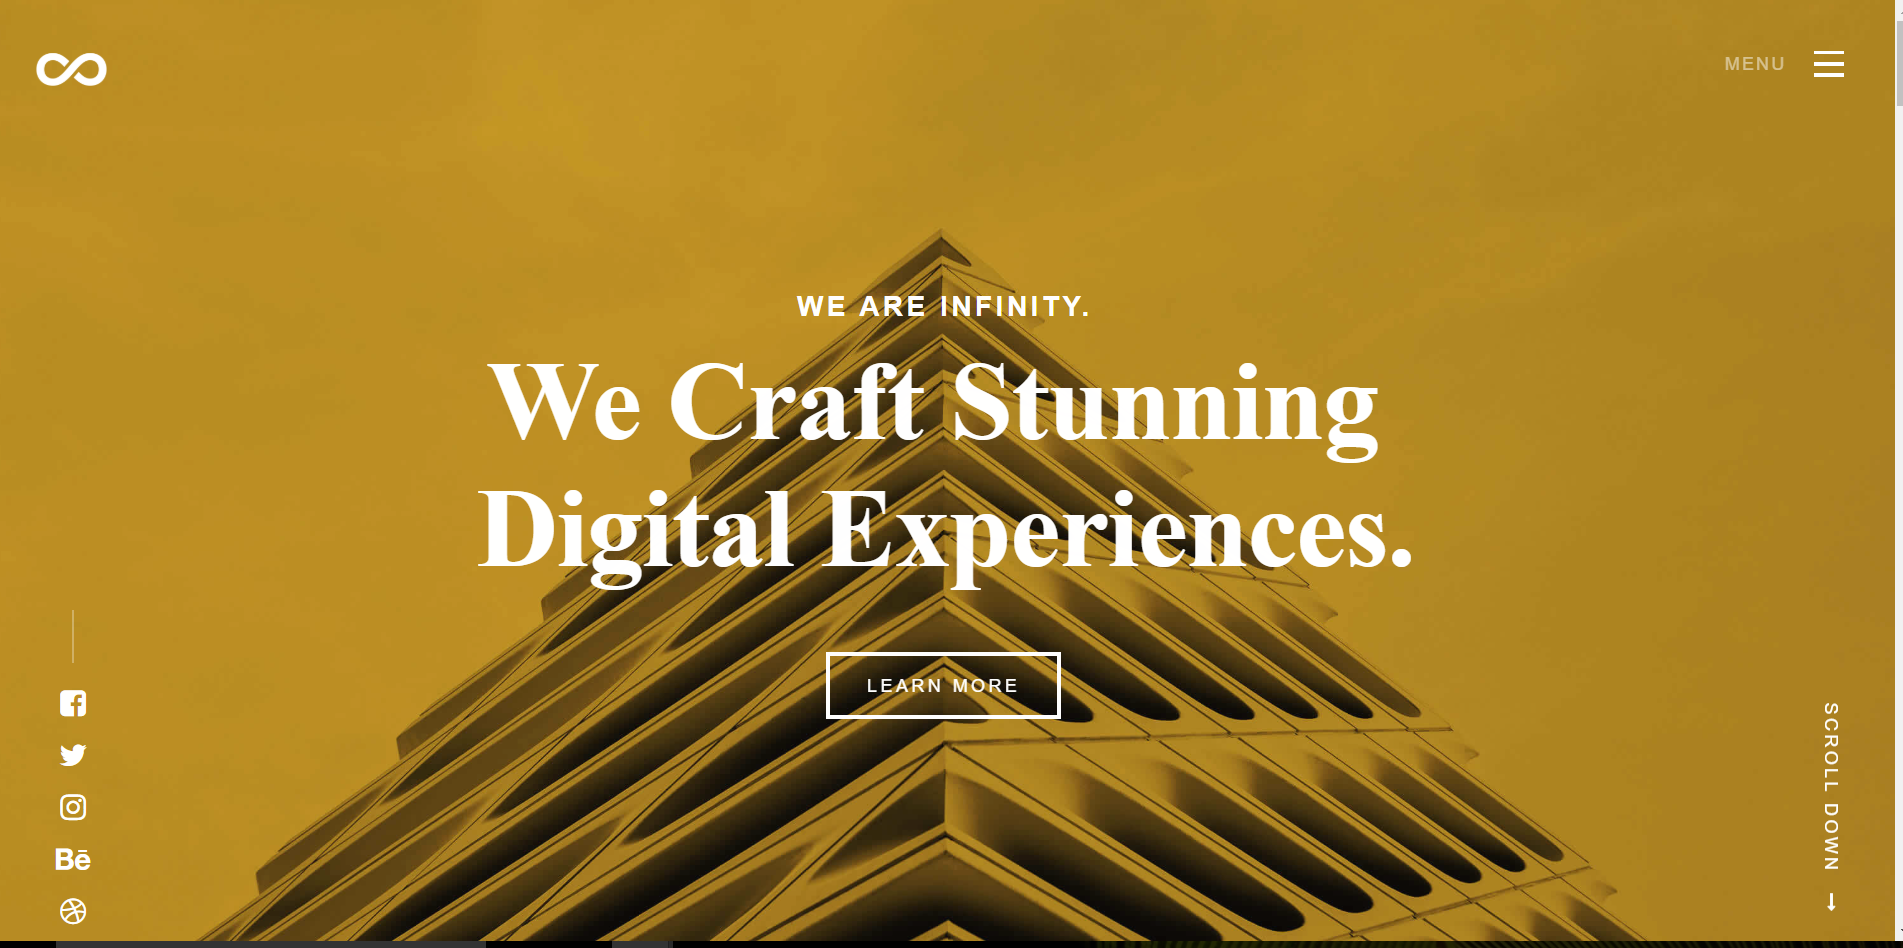 MENU
WE ARE INFINITY.
We Craft Stunning
Digital Experiences.
LEARN MORE
Bē
SCROLL DOWN